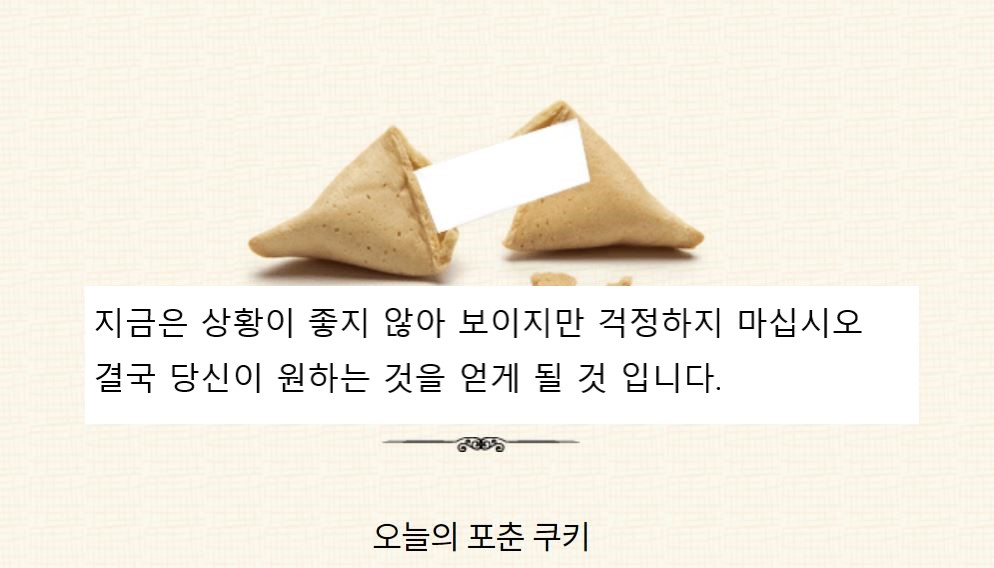 지금은 상황이 좋지 않아 보이지만 걱정하지 마십시오
결국 당신이 원하는 것을 얻게 될 것 입니다.
오늘의 포춘 쿠키